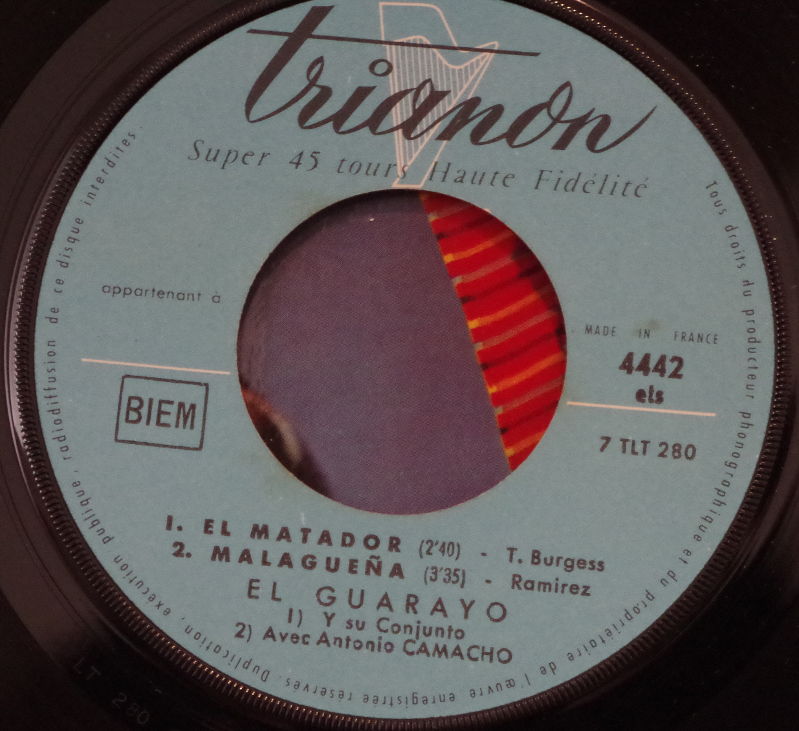 trianon
Super 45 tours Haute Fidélité
appartenant à
MADE IN FRANCE
4442
els
BIEM
7 TLT 280
1. EL MATADOR (2'40) - T. Burgess
2. MALAGUEÑA (3'35) - Ramirez
EL GUARAYO
1) Y su Conjunto
2) Avec Antonio CAMACHO
Tous droits du producteur phonographique et du propriétaire de l'œuvre enregistrée réservés. Duplication, exécution publique, radiodiffusion de ce disque interdites.
LT 280